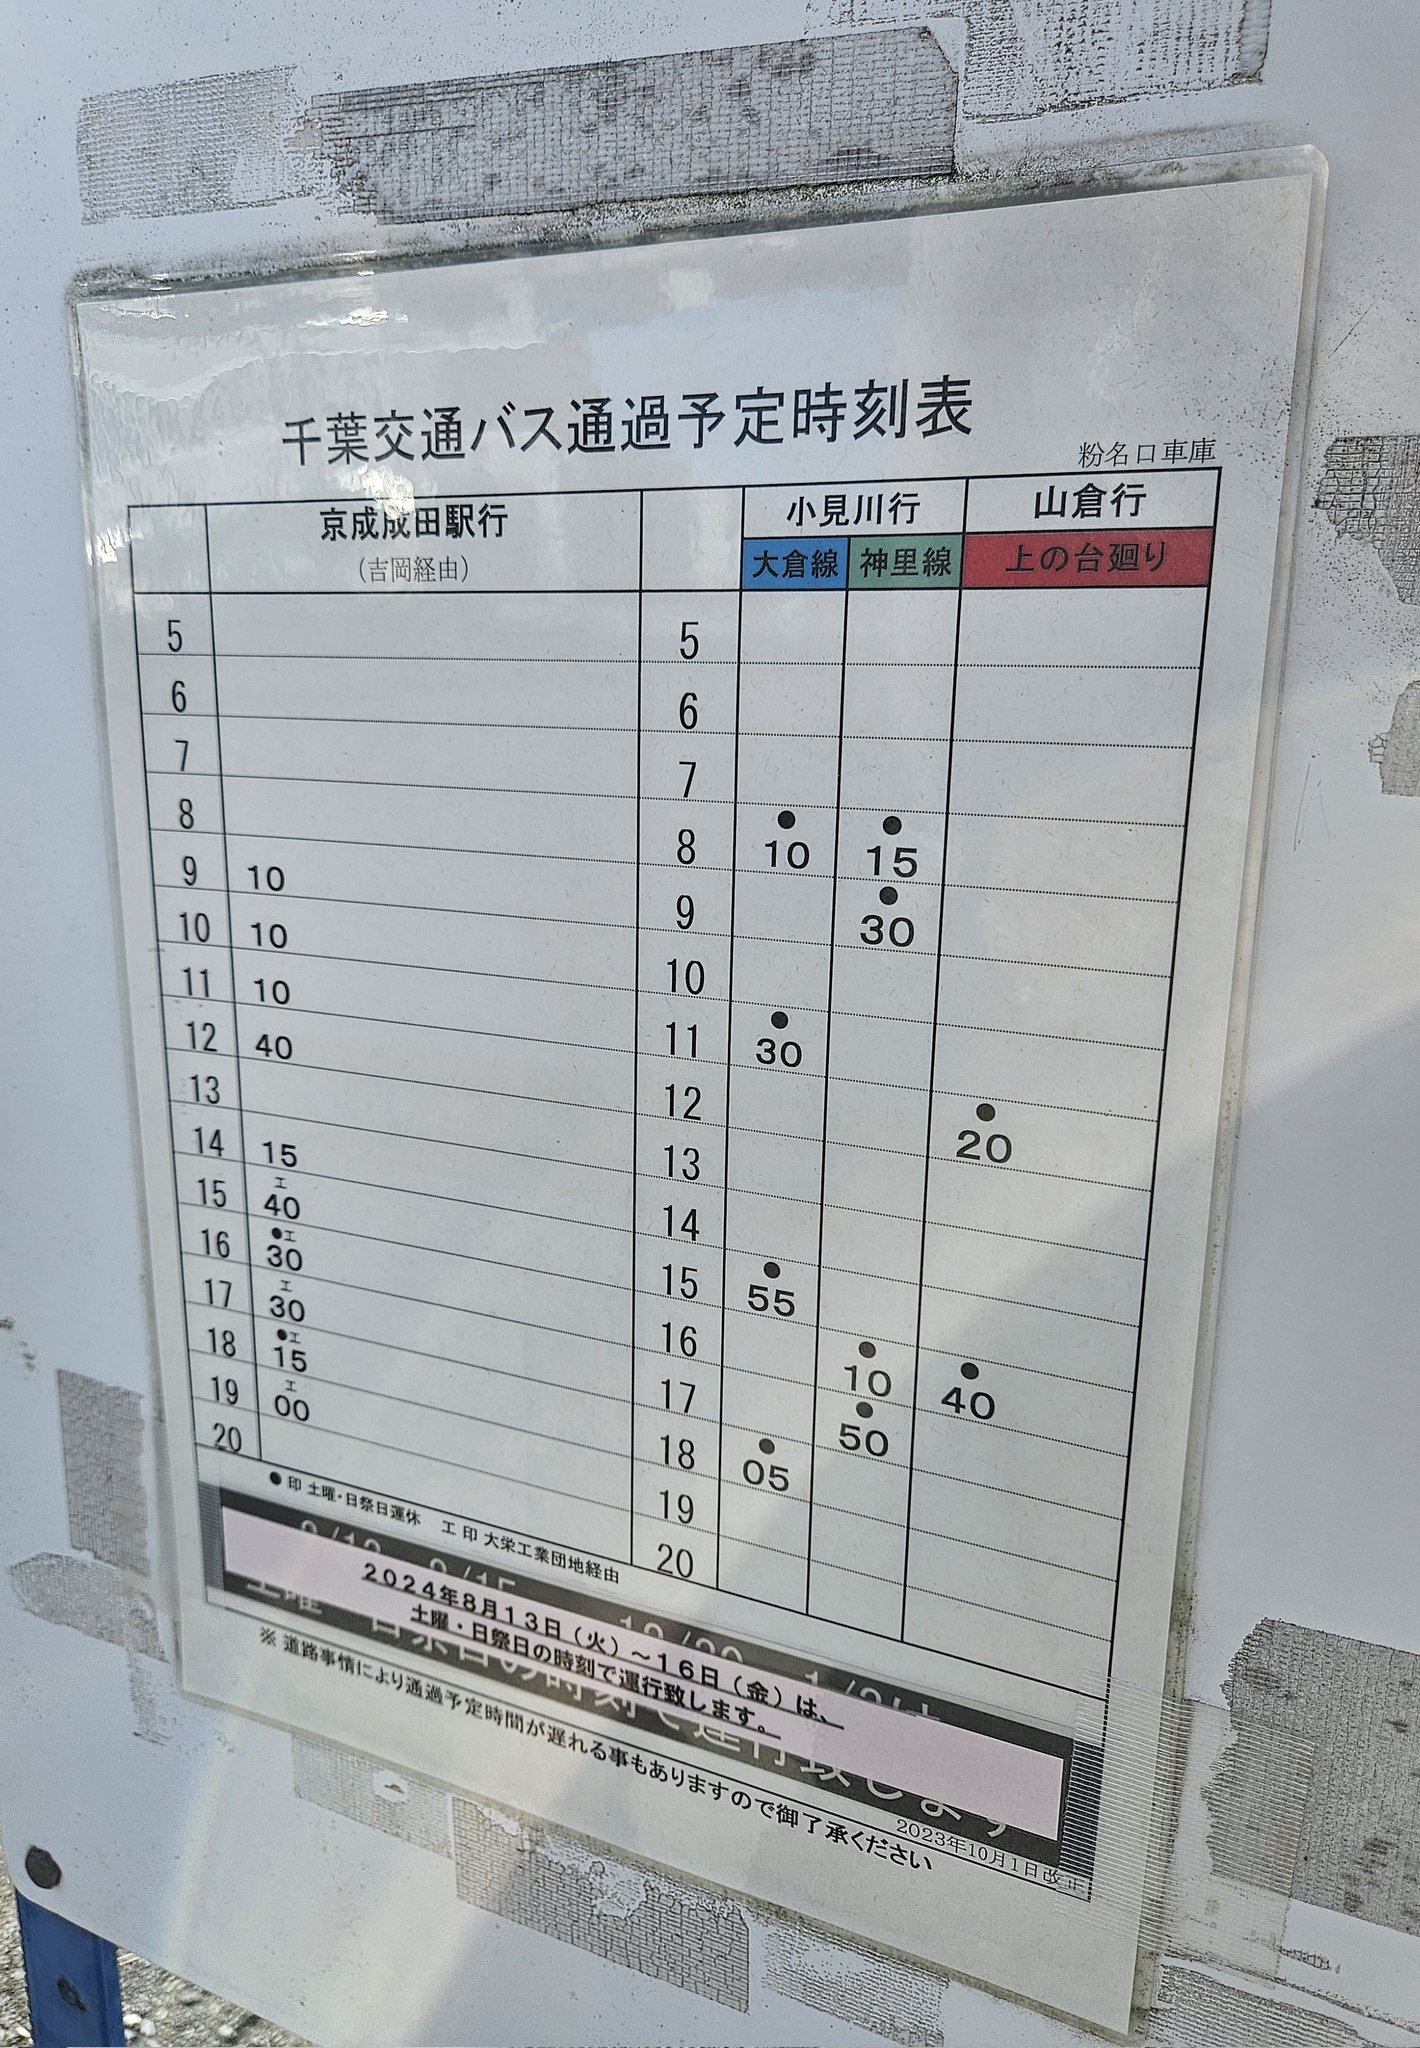 千葉交通バス通過予定時刻表
粉名口車庫
京成成田駅行 小見川行 山倉行
(吉岡経由) 大倉線 神里線 上の台廻り
5 5
6 6
7 7
8 8 ●10 ●15
9 10 9 ●30
10 10 10
11 10 11 ●30
12 40 12 ●20
13 13
14 15 14
15 エ40 15 ●55
16 ●エ30 16 ●10 ●40
17 エ30 17 ●50
18 ●エ15 18 ●05
19 エ00 19
20 20
● 印 土曜・日祭日運休 エ 印 大栄工業団地経由
2024年8月13日（火）～16日（金）は、
土曜・日祭日の時刻で運行致します。
※ 道路事情により通過予定時間が遅れる事もありますので御了承ください
2023年10月1日改正